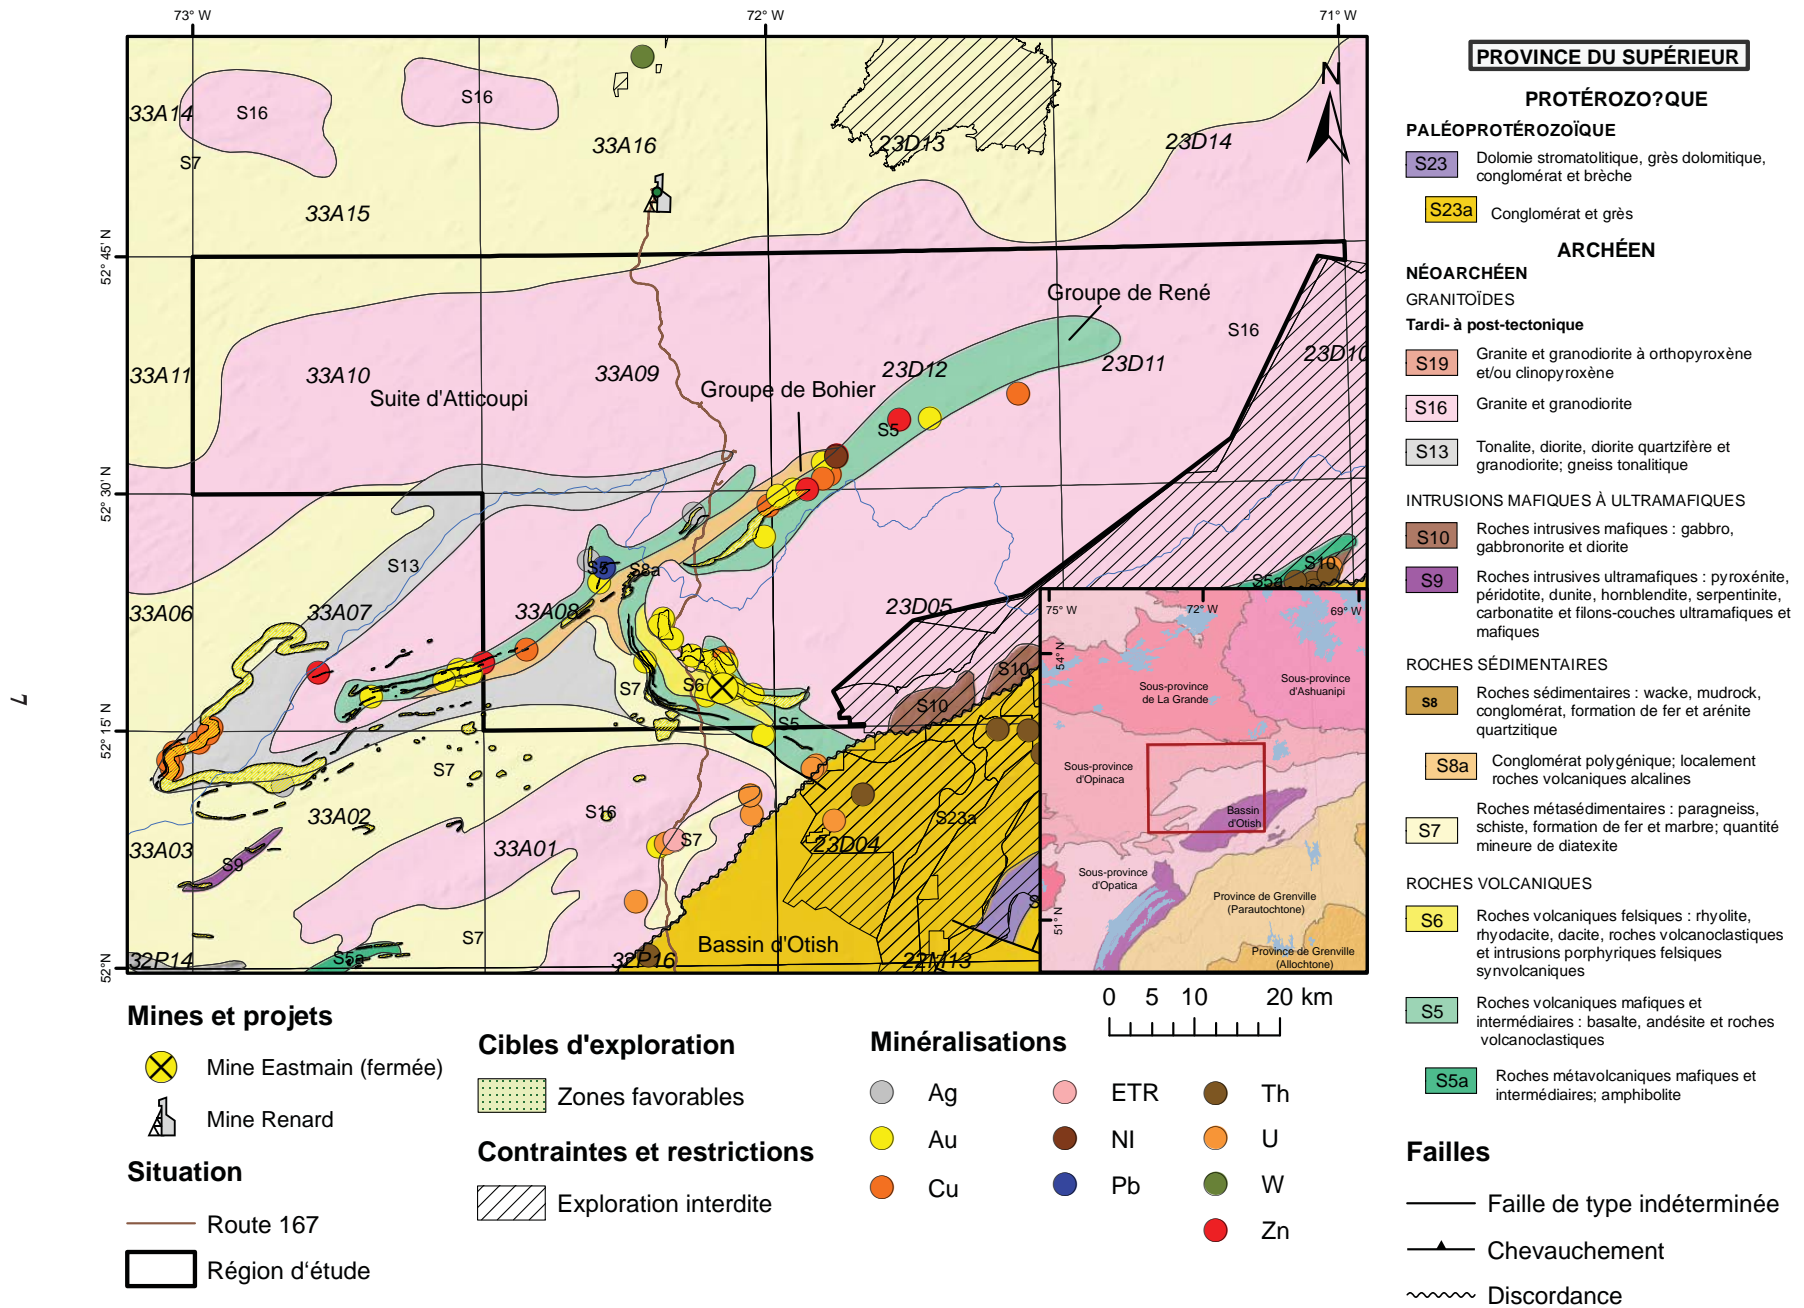 73° W
72° W
71° W
52° 45' N
52° 30' N
52° 15' N
52°N
7
N
33A14
S16
S16
S7
33A15
33A16
23D13
23D14
Groupe de René
S16
33A11
33A10
33A09
23D12
23D11
23D10
Suite d'Atticoupi
Groupe de Bohier
S5
S13
S5
S8a
33A06
33A07
33A08
23D05
S10
S5a
S10
S10
S7
S6
S5
S7
33A02
S16
S7
S23a
33A03
S9
33A01
23D04
S7
S5a
32P14
32P16
Bassin d'Otish
22M13
75° W
72° W
69° W
54° N
51° N
Sous-province
de La Grande
Sous-province
d'Ashuanipi
Sous-province
d'Opinaca
Bassin
d'Otish
Sous-province
d'Opatica
Province de Grenville
(Parautochtone)
Province de Grenville
(Allochtone)
PROVINCE DU SUPÉRIEUR
PROTÉROZO?QUE
PALÉOPROTÉROZOÏQUE
S23
Dolomie stromatolitique, grès dolomitique,
conglomérat et brèche
S23a
Conglomérat et grès
ARCHÉEN
NÉOARCHÉEN
GRANITOÏDES
Tardi- à post-tectonique
S19
Granite et granodiorite à orthopyroxène
et/ou clinopyroxène
S16
Granite et granodiorite
S13
Tonalite, diorite, diorite quartzifère et
granodiorite; gneiss tonalitique
INTRUSIONS MAFIQUES À ULTRAMAFIQUES
S10
Roches intrusives mafiques : gabbro,
gabbronorite et diorite
S9
Roches intrusives ultramafiques : pyroxénite,
péridotite, dunite, hornblendite, serpentinite,
carbonatite et filons-couches ultramafiques et
mafiques
ROCHES SÉDIMENTAIRES
S8
Roches sédimentaires : wacke, mudrock,
conglomérat, formation de fer et arénite
quartzitique
S8a
Conglomérat polygénique; localement
roches volcaniques alcalines
S7
Roches métasédimentaires : paragneiss,
schiste, formation de fer et marbre; quantité
mineure de diatexite
ROCHES VOLCANIQUES
S6
Roches volcaniques felsiques : rhyolite,
rhyodacite, dacite, roches volcanoclastiques
et intrusions porphyriques felsiques
synvolcaniques
S5
Roches volcaniques mafiques et
intermédiaires : basalte, andésite et roches
volcanoclastiques
S5a
Roches métavolcaniques mafiques et
intermédiaires; amphibolite
Failles
Faille de type indéterminée
Chevauchement
Discordance
0 5 10 20 km
Mines et projets
Mine Eastmain (fermée)
Mine Renard
Situation
Route 167
Région d'étude
Cibles d'exploration
Zones favorables
Contraintes et restrictions
Exploration interdite
Minéralisations
Ag
Au
Cu
ETR
NI
Pb
Th
U
W
Zn